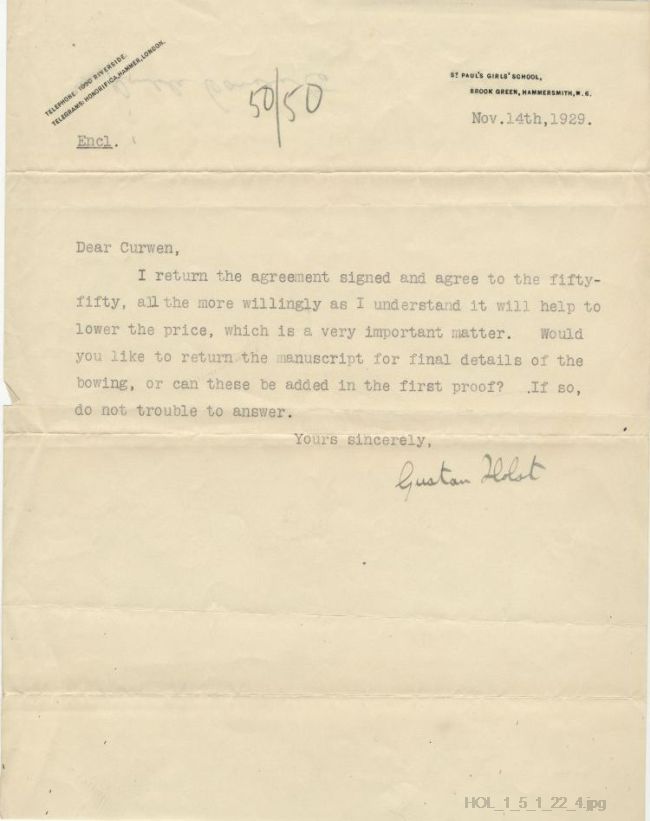 TELEPHONE: 1000 RIVERSIDE.
TELEGRAMS: HONORIFICA, HAMMER, LONDON.
ST PAUL'S GIRLS' SCHOOL,
BROOK GREEN, HAMMERSMITH, W. 6.
50/50
Nov.14th,1929.
Encl.
Dear Curwen,
I return the agreement signed and agree to the fifty-
fifty, all the more willingly as I understand it will help to
lower the price, which is a very important matter. Would
you like to return the manuscript for final details of the
bowing, or can these be added in the first proof? .If so,
do not trouble to answer.
Yours sincerely,
Gustav Holst
HOL_1_5_1_22_4.jpg